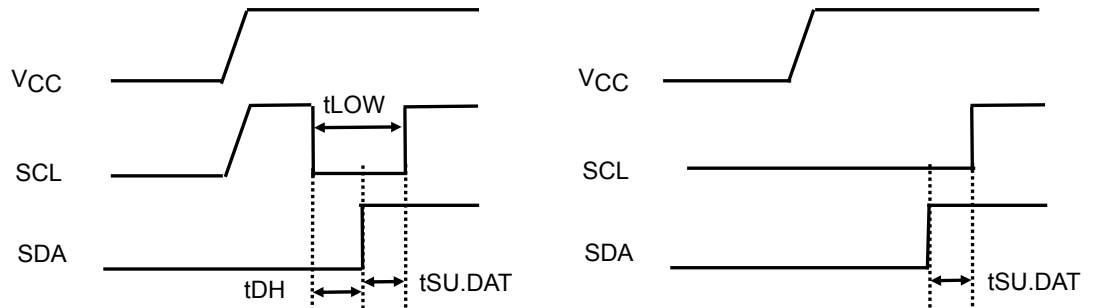 VCC
tLOW
SCL
SDA
tDH
tSU.DAT
VCC
SCL
SDA
tSU.DAT